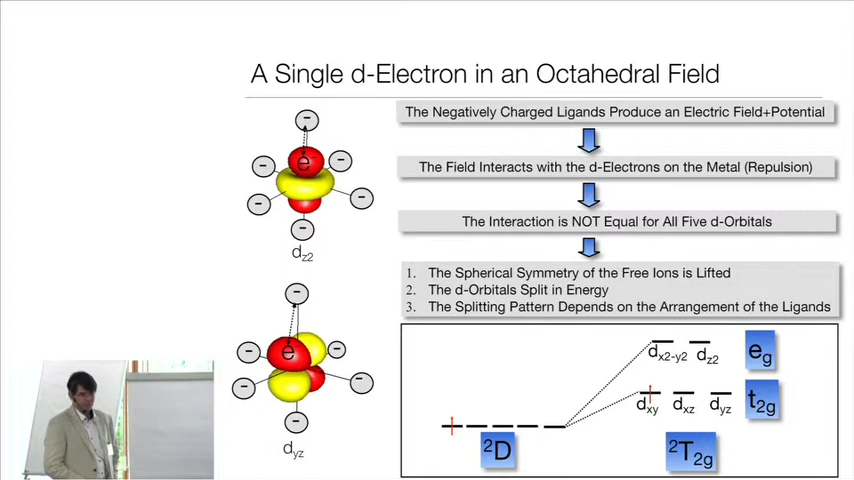 A Single d-Electron in an Octahedral Field
The Negatively Charged Ligands Produce an Electric Field+Potential
The Field Interacts with the d-Electrons on the Metal (Repulsion)
The Interaction is NOT Equal for All Five d-Orbitals
1. The Spherical Symmetry of the Free Ions is Lifted
2. The d-Orbitals Split in Energy
3. The Splitting Pattern Depends on the Arrangement of the Ligands
-
e-
- -
- -
-
dz2
-
e-
- -
- -
-
dyz
dx2-y2 dz2 eg
dxy dxz dyz t2g
2D 2T2g